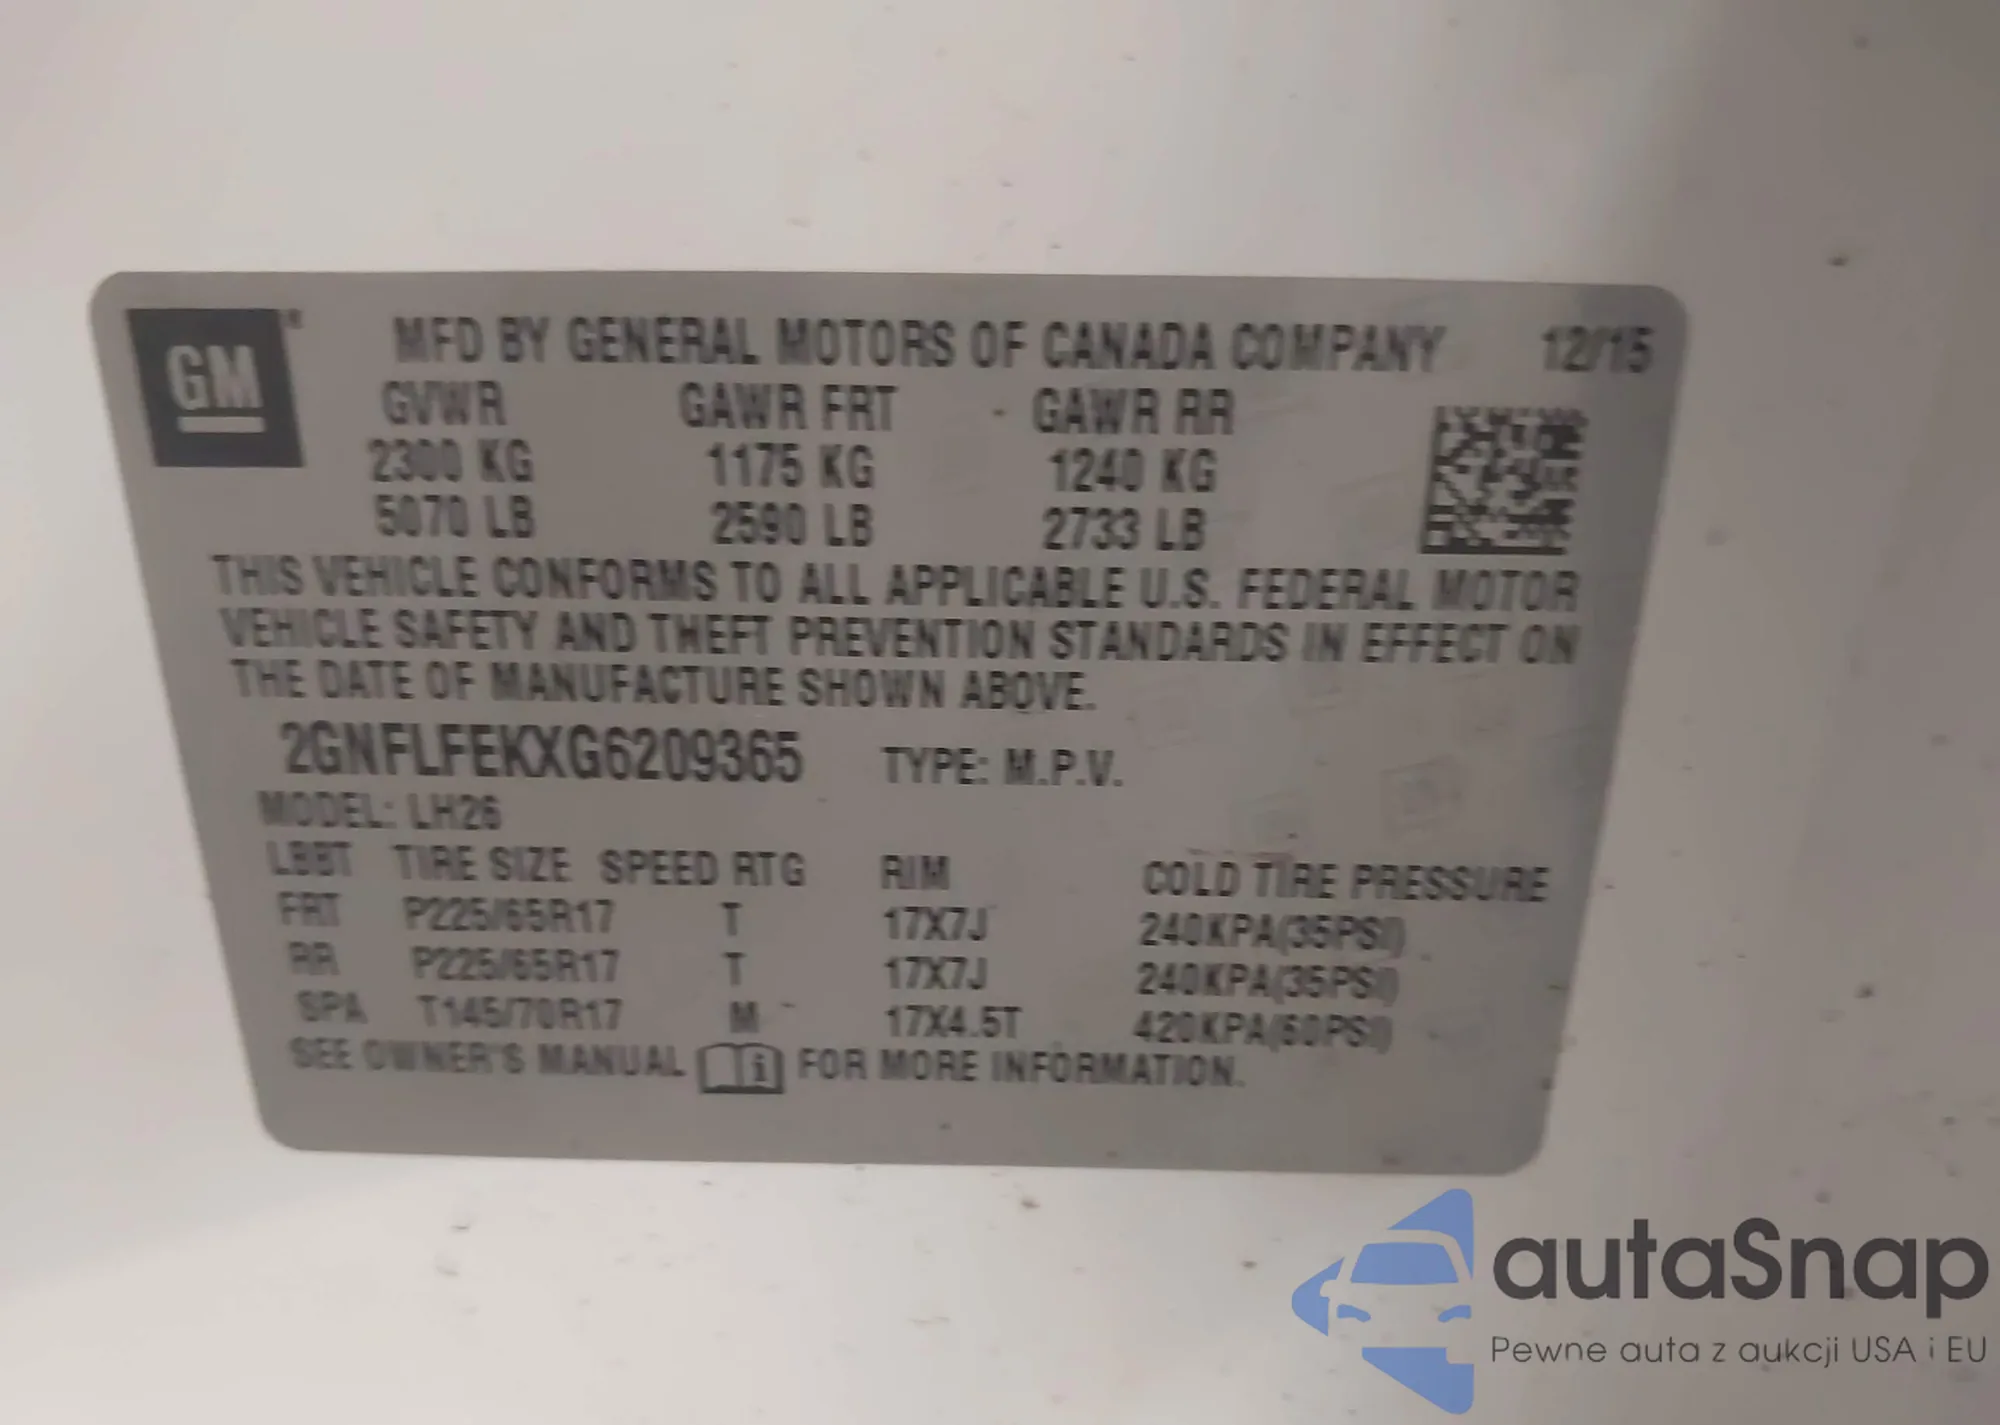 GM
MFD BY GENERAL MOTORS OF CANADA COMPANY 12/15
GVWR GAWR FRT GAWR RR
2300 KG 1175 KG 1240 KG
5070 LB 2590 LB 2733 LB
THIS VEHICLE CONFORMS TO ALL APPLICABLE U.S. FEDERAL MOTOR
VEHICLE SAFETY AND THEFT PREVENTION STANDARDS IN EFFECT ON
THE DATE OF MANUFACTURE SHOWN ABOVE.
2GNFLFEKXG6209365 TYPE: M.P.V.
MODEL: LH26
LBBT TIRE SIZE SPEED RTG RIM COLD TIRE PRESSURE
FRT P225/65R17 T 17X7J 240KPA(35PSI)
RR P225/65R17 T 17X7J 240KPA(35PSI)
SPA T145/70R17 M 17X4.5T 420KPA(60PSI)
SEE OWNER'S MANUAL i FOR MORE INFORMATION.
autaSnap
Pewne auta z aukcji USA i EU